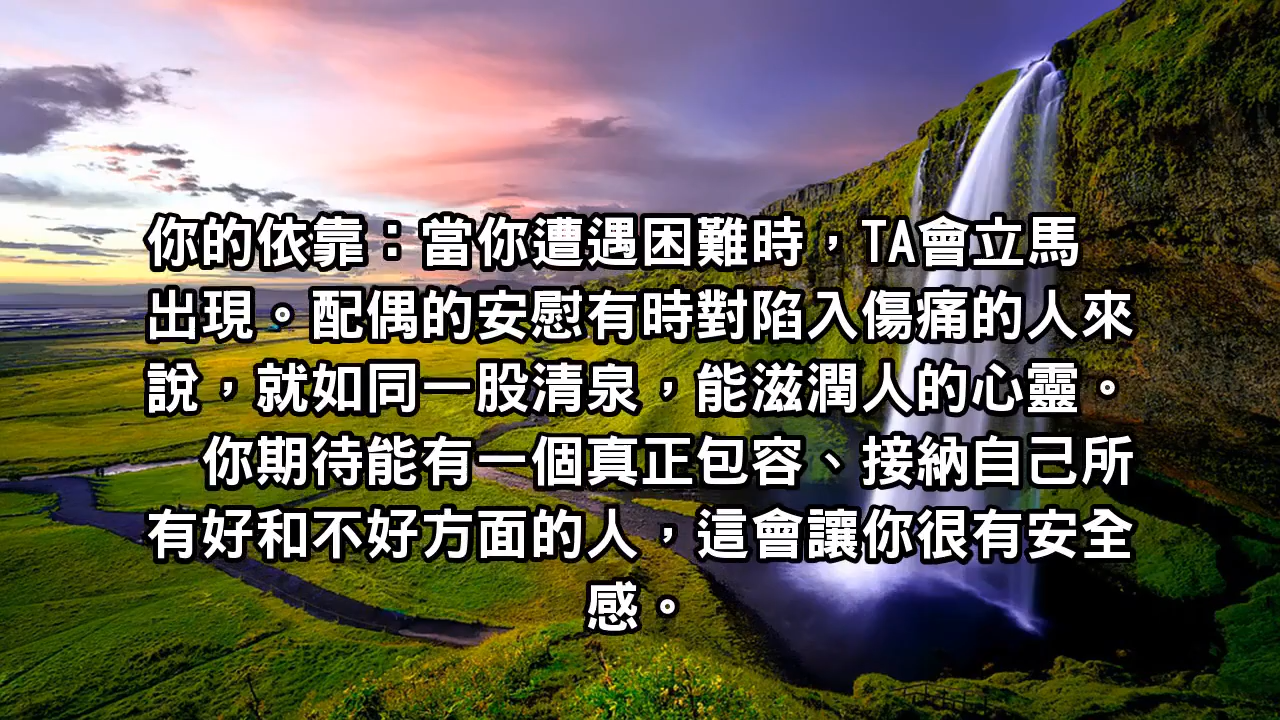 你的依靠：當你遭遇困難時，TA會立馬
出現。配偶的安慰有時對陷入傷痛的人來
說，就如同一股清泉，能滋潤人的心靈。
　你期待能有一個真正包容、接納自己所
有好和不好方面的人，這會讓你很有安全
感。